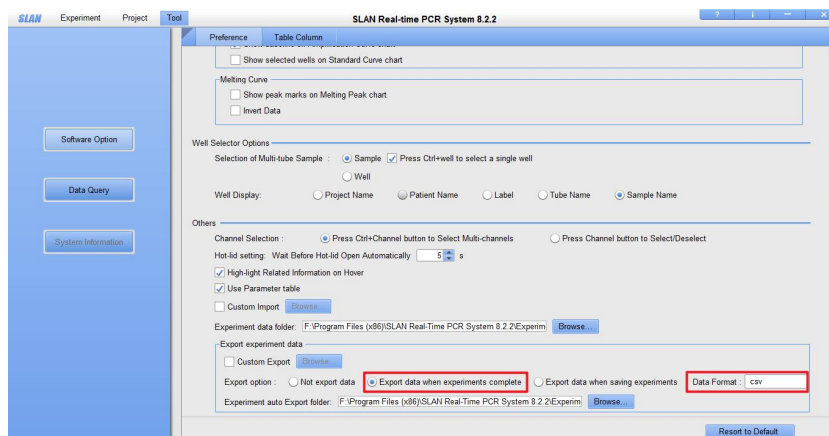 SLAN Experiment Project Tool SLAN Real-time PCR System 8.2.2 ? i — ×
Preference Table Column
Show selected wells on Standard Curve chart
Melting Curve
Show peak marks on Melting Peak chart
Invert Data
Software Option
Well Selector Options
Selection of Multi-tube Sample : Sample Press Ctrl+well to select a single well
Well
Data Query
Well Display: Project Name Patient Name Label Tube Name Sample Name
Others
System Information
Channel Selection : Press Ctrl+Channel button to Select Multi-channels Press Channel button to Select/Deselect
Hot-lid setting: Wait Before Hot-lid Open Automatically 5 s
High-light Related Information on Hover
Use Parameter table
Custom Import Browse...
Experiment data folder: F:\Program Files (x86)\SLAN Real-Time PCR System 8.2.2\Experim Browse...
Export experiment data
Custom Export Browse...
Export option : Not export data Export data when experiments complete Export data when saving experiments Data Format : csv
Experiment auto Export folder: F:\Program Files (x86)\SLAN Real-Time PCR System 8.2.2\Experim Browse...
Resort to Default